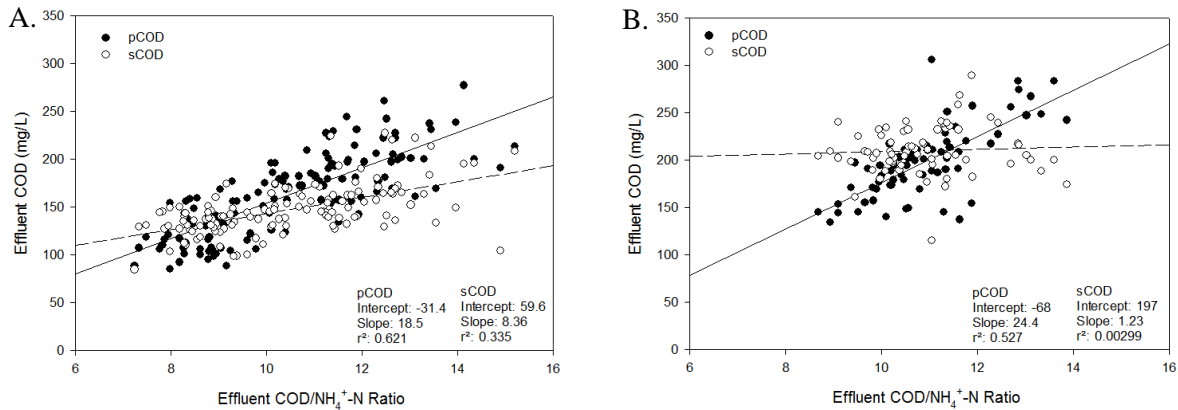 A.
350
300
250
200
150
100
50
0
Effluent COD (mg/L)
pCOD
sCOD
pCOD
Intercept: -31.4
Slope: 18.5
r²: 0.621
sCOD
Intercept: 59.6
Slope: 8.36
r²: 0.335
6 8 10 12 14 16
Effluent COD/NH₄⁺-N Ratio
B.
350
300
250
200
150
100
50
0
Effluent COD (mg/L)
pCOD
sCOD
pCOD
Intercept: -68
Slope: 24.4
r²: 0.527
sCOD
Intercept: 197
Slope: 1.23
r²: 0.00299
6 8 10 12 14 16
Effluent COD/NH₄⁺-N Ratio